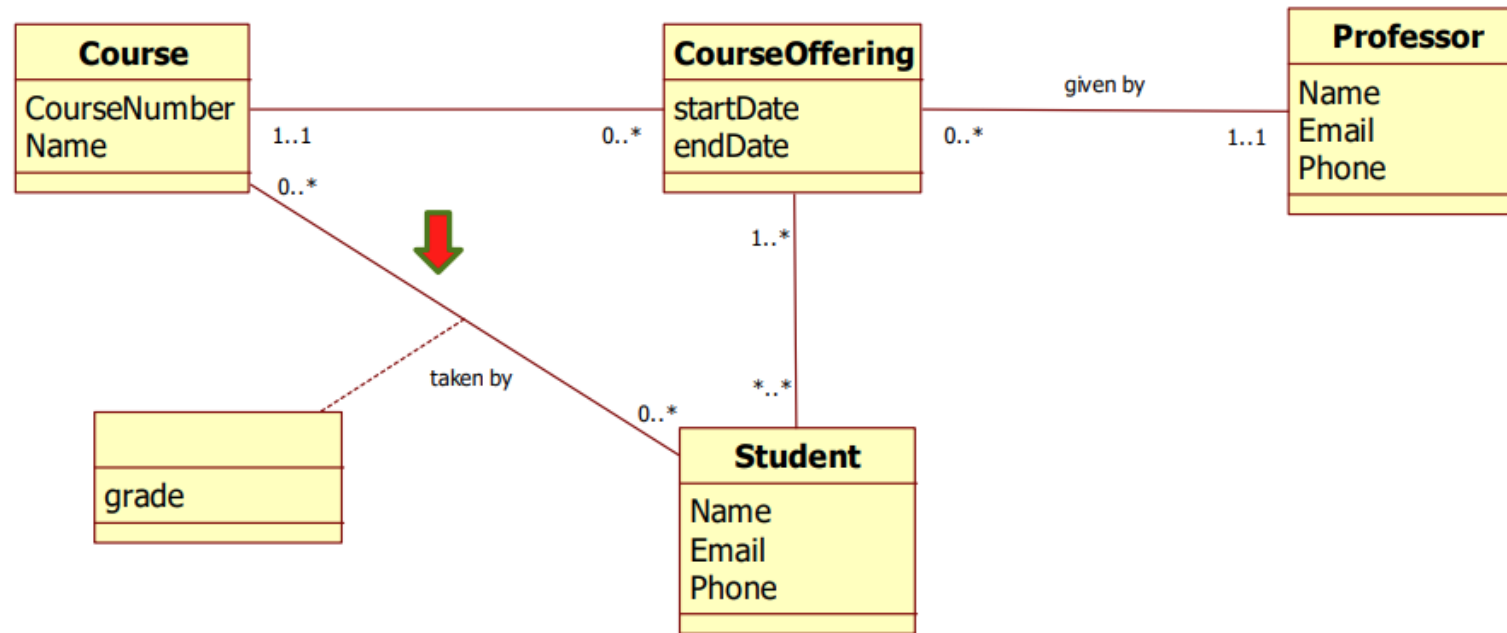 Course
CourseNumber
Name
1..1
0..*
0..*
CourseOffering
startDate
endDate
given by
0..*
1..1
Professor
Name
Email
Phone
1..*
*..*
taken by
0..*
grade
Student
Name
Email
Phone